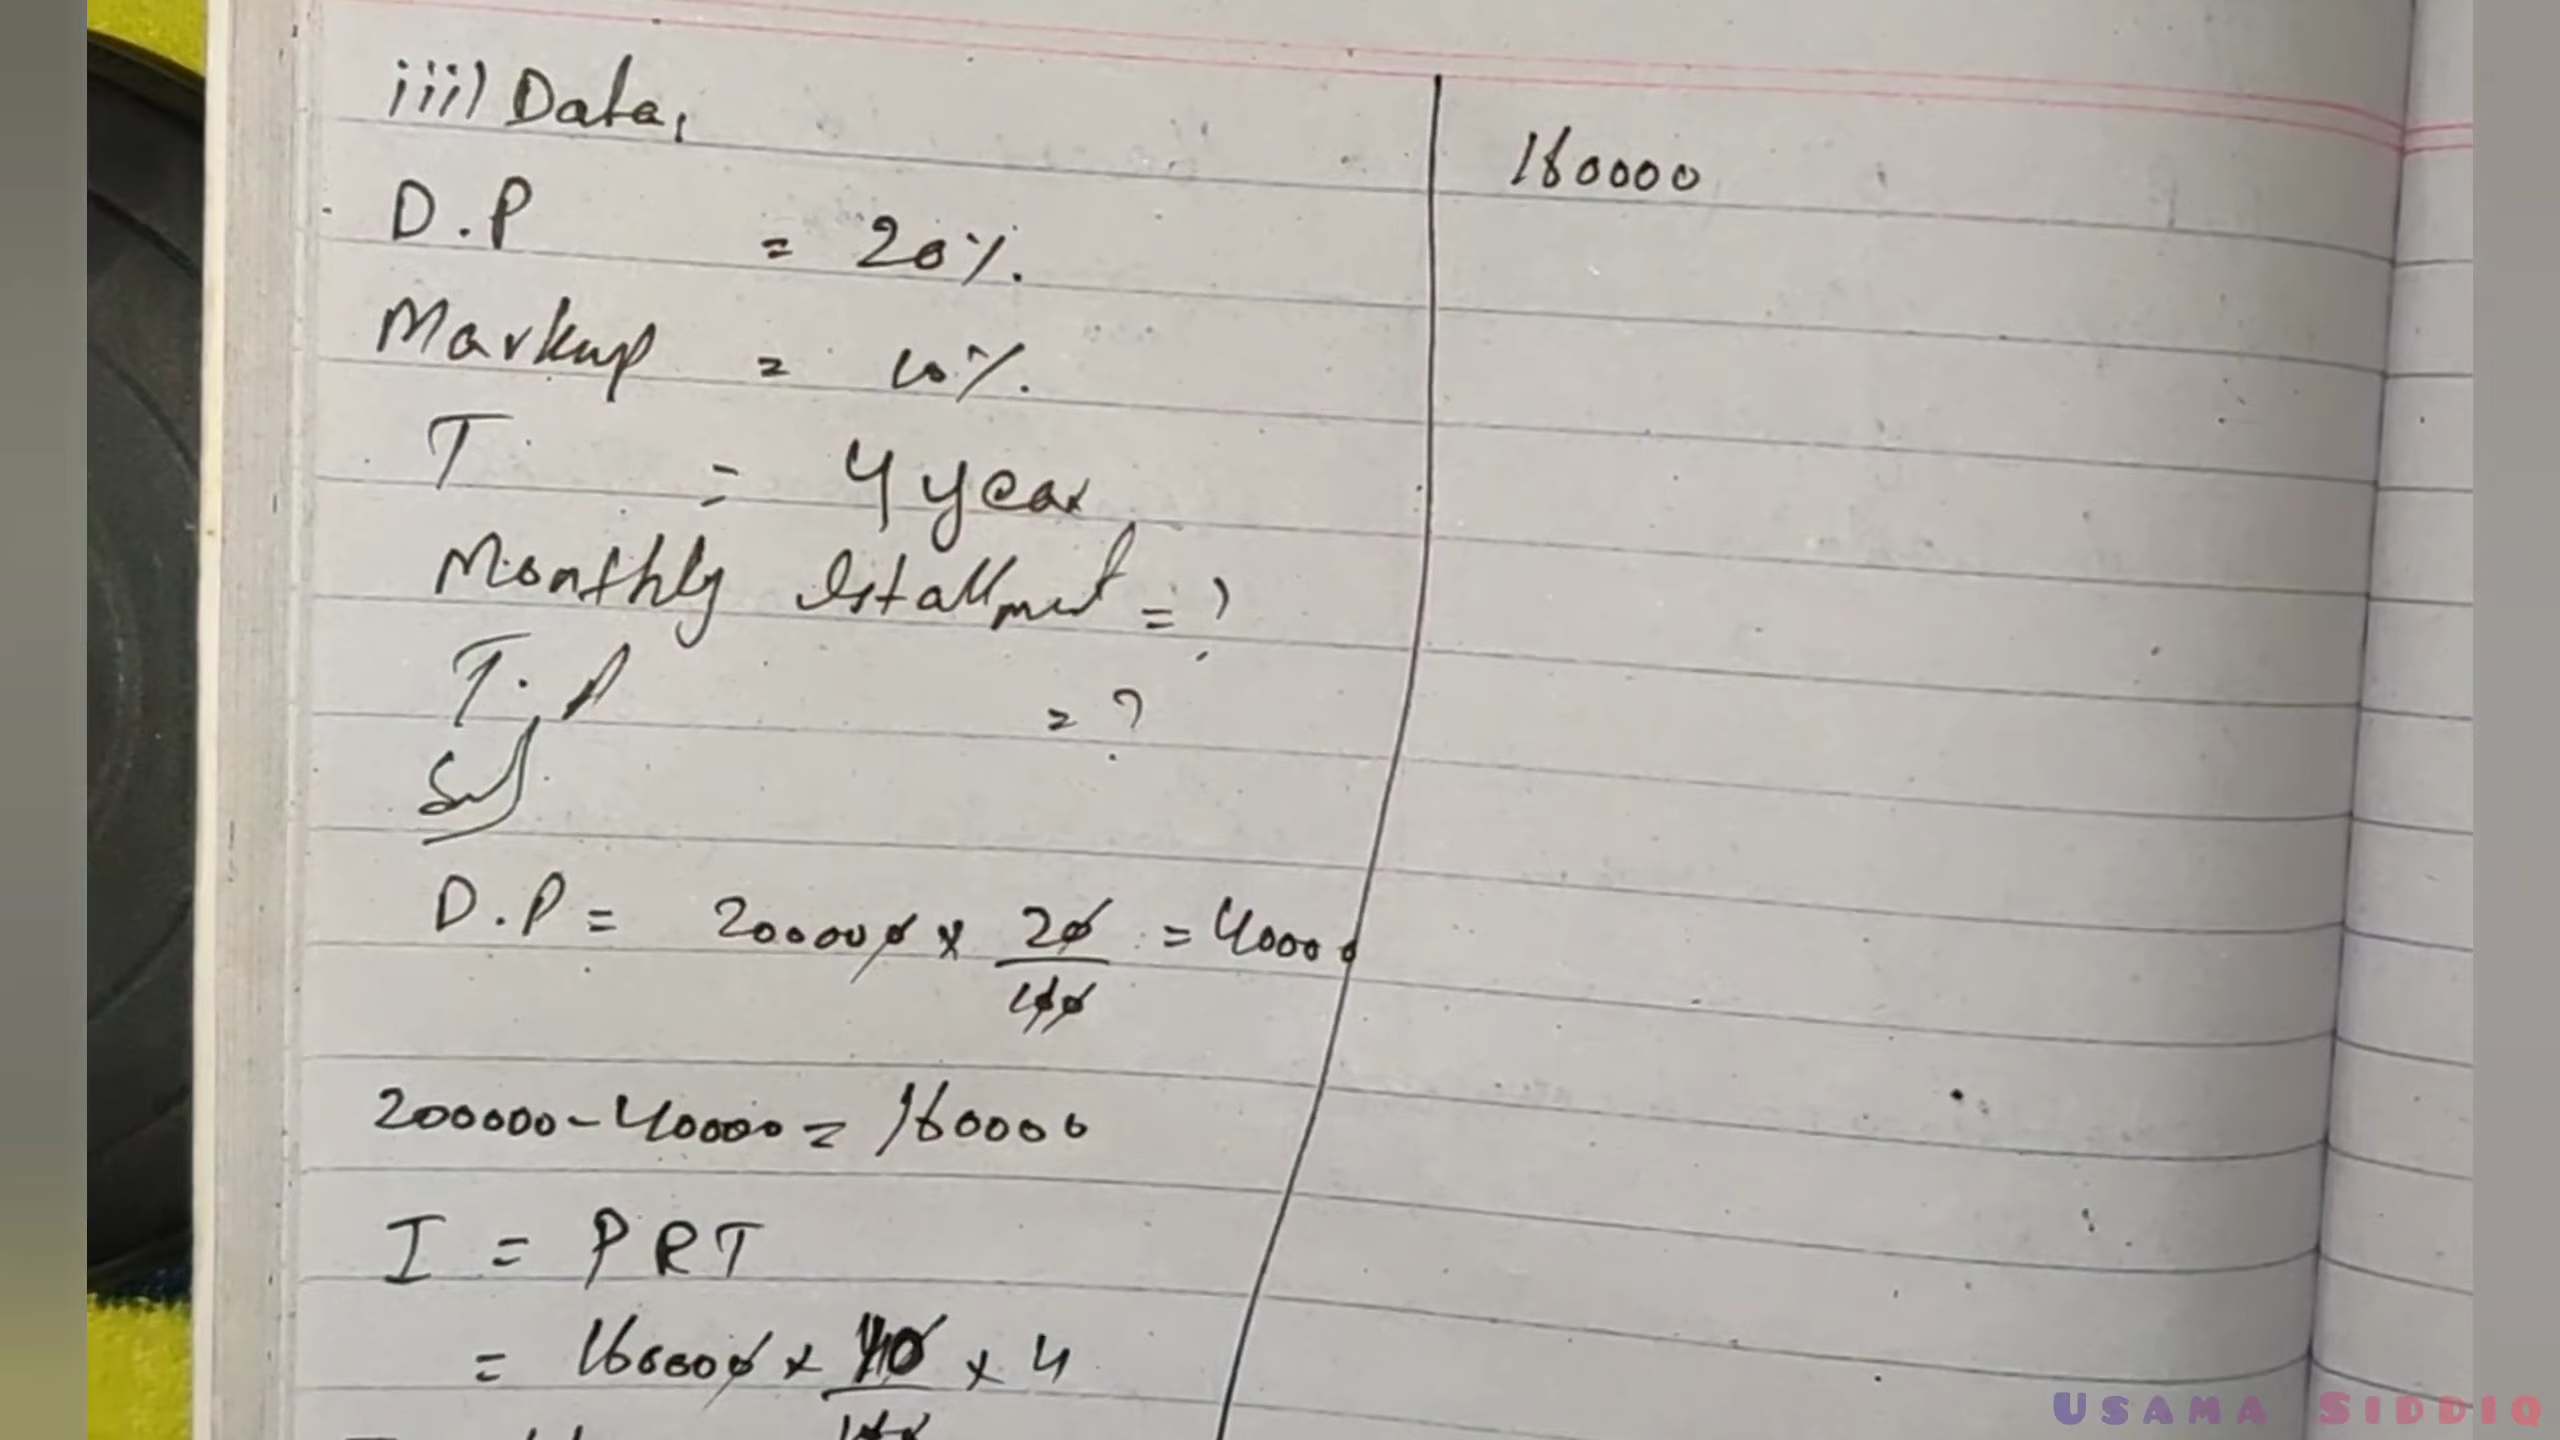 iii) Data,
D.P = 20%.
Markup = 10%.
T = 4 year
Monthly Istallment = ?
T.P = ?
Sol
D.P = 200000 × 20/100 = 40000
200000 - 40000 = 160000
I = PRT
= 160000 × 10/100 × 4
160000
USAMA SIDDIQ